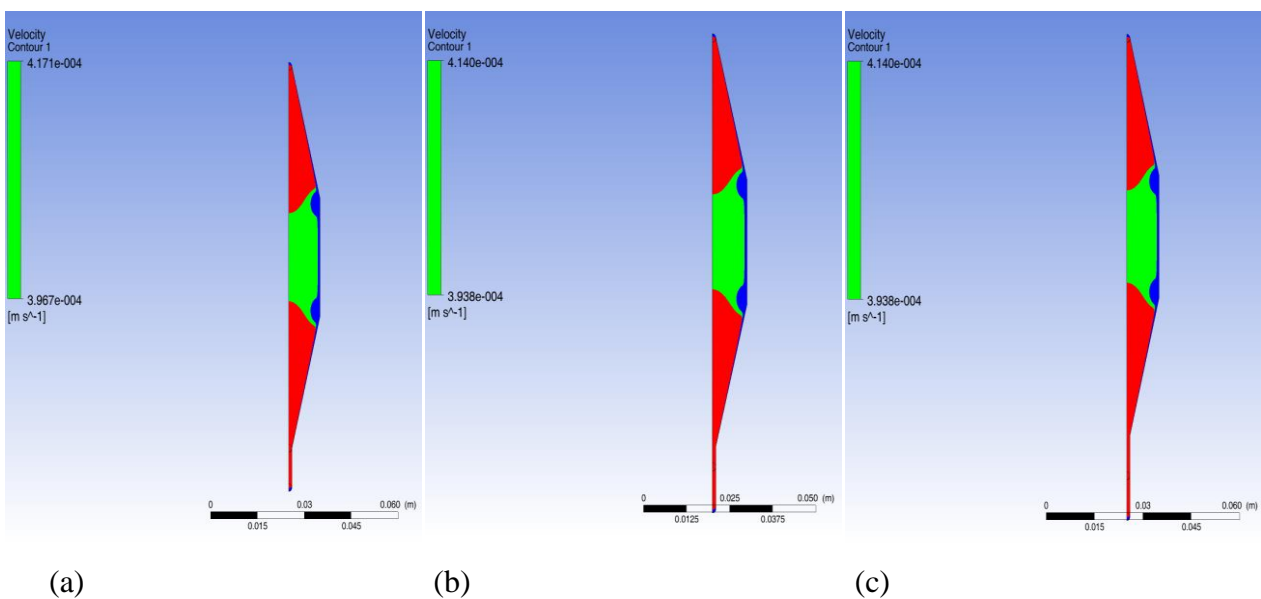 Velocity
Contour 1
4.171e-004
3.967e-004
[m s^-1]
0 0.03 0.060 (m)
0.015 0.045
Velocity
Contour 1
4.140e-004
3.938e-004
[m s^-1]
0 0.025 0.050 (m)
0.0125 0.0375
Velocity
Contour 1
4.140e-004
3.938e-004
[m s^-1]
0 0.03 0.060 (m)
0.015 0.045
(a) (b) (c)